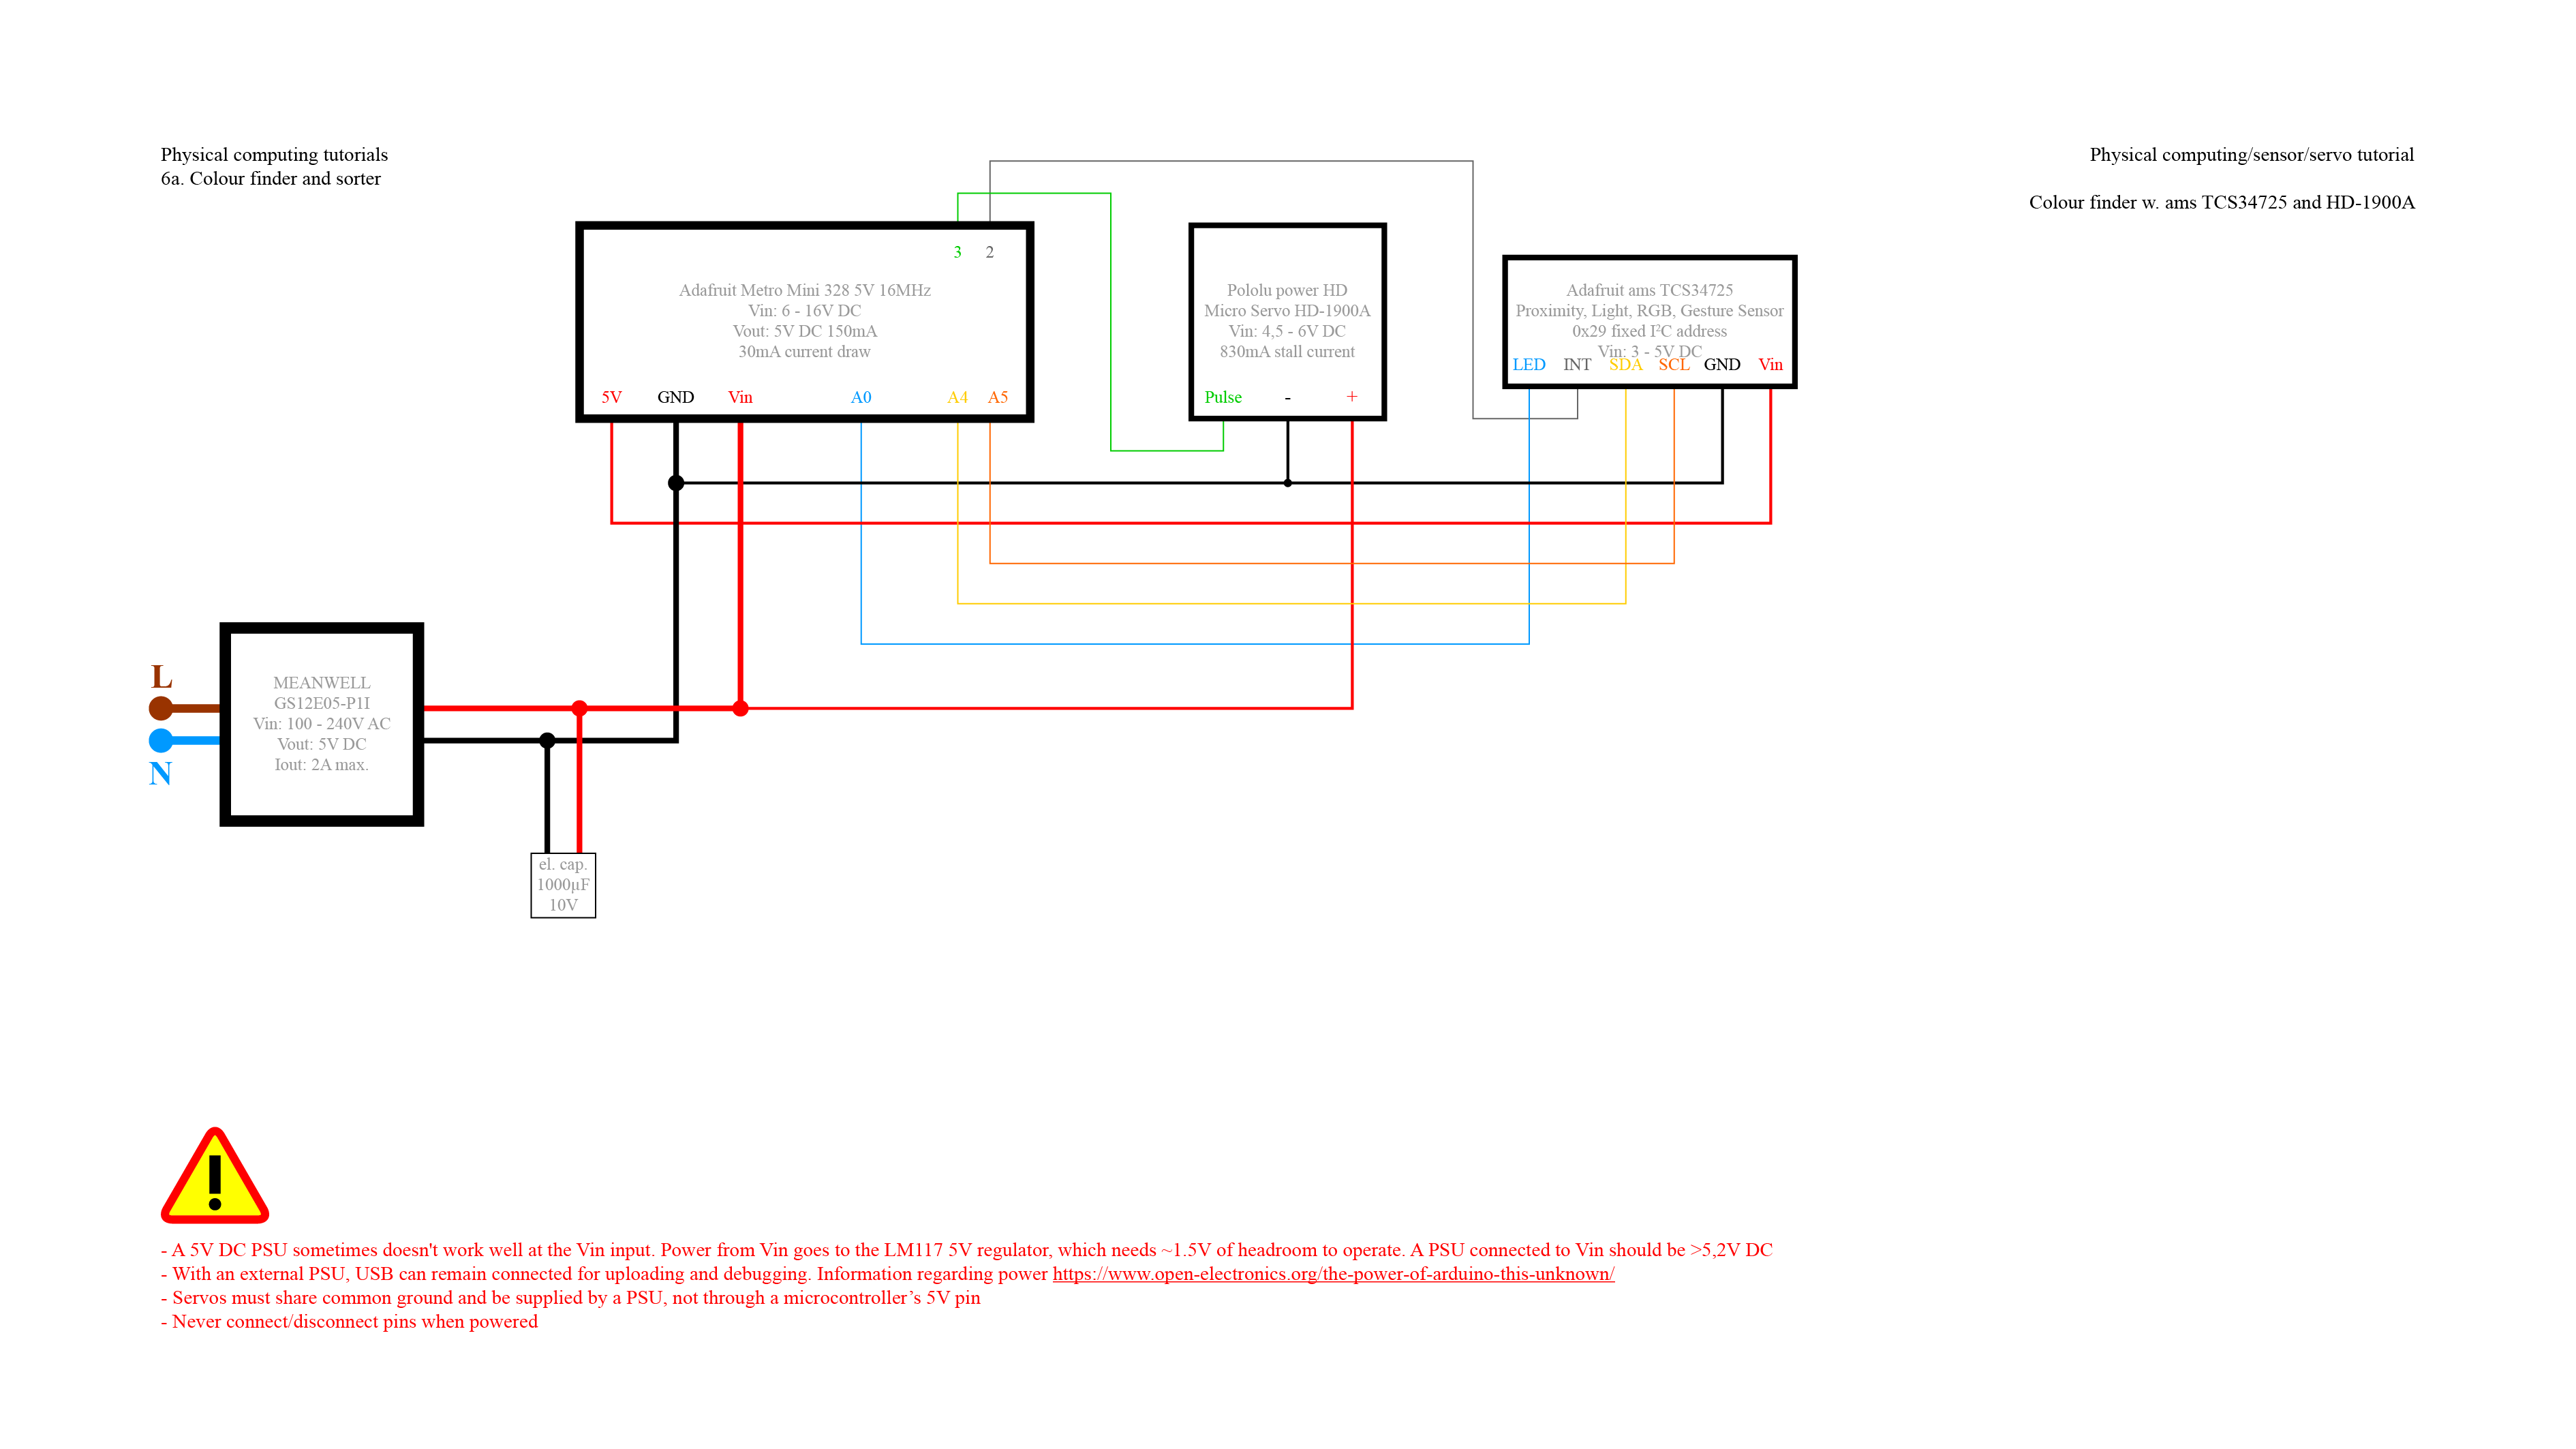 Physical computing tutorials
6a. Colour finder and sorter
Physical computing/sensor/servo tutorial
Colour finder w. ams TCS34725 and HD-1900A
3 2
Adafruit Metro Mini 328 5V 16MHz
Vin: 6 - 16V DC
Vout: 5V DC 150mA
30mA current draw
5V GND Vin A0 A4 A5
Pololu power HD
Micro Servo HD-1900A
Vin: 4,5 - 6V DC
830mA stall current
Pulse - +
Adafruit ams TCS34725
Proximity, Light, RGB, Gesture Sensor
0x29 fixed I²C address
Vin: 3 - 5V DC
LED INT SDA SCL GND Vin
L
N
MEANWELL
GS12E05-P1I
Vin: 100 - 240V AC
Vout: 5V DC
Iout: 2A max.
el. cap.
1000µF
10V
- A 5V DC PSU sometimes doesn't work well at the Vin input. Power from Vin goes to the LM117 5V regulator, which needs ~1.5V of headroom to operate. A PSU connected to Vin should be >5,2V DC
- With an external PSU, USB can remain connected for uploading and debugging. Information regarding power https://www.open-electronics.org/the-power-of-arduino-this-unknown/
- Servos must share common ground and be supplied by a PSU, not through a microcontroller’s 5V pin
- Never connect/disconnect pins when powered